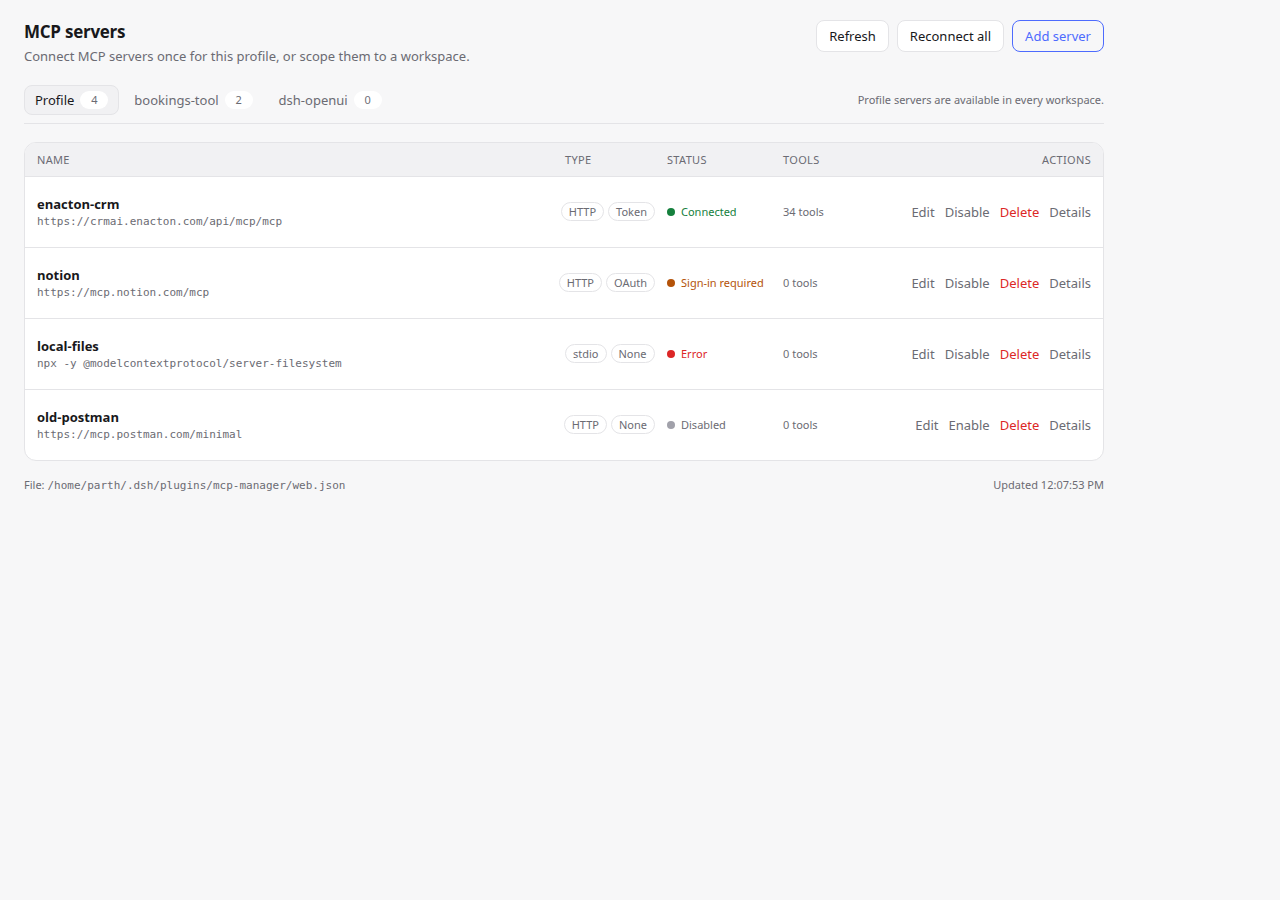 MCP servers
Connect MCP servers once for this profile, or scope them to a workspace.
Refresh Reconnect all Add server
Profile 4 bookings-tool 2 dsh-openui 0 Profile servers are available in every workspace.
NAME TYPE STATUS TOOLS ACTIONS
enacton-crm
https://crmai.enacton.com/api/mcp/mcp
HTTP Token Connected 34 tools Edit Disable Delete Details
notion
https://mcp.notion.com/mcp
HTTP OAuth Sign-in required 0 tools Edit Disable Delete Details
local-files
npx -y @modelcontextprotocol/server-filesystem
stdio None Error 0 tools Edit Disable Delete Details
old-postman
https://mcp.postman.com/minimal
HTTP None Disabled 0 tools Edit Enable Delete Details
File: /home/parth/.dsh/plugins/mcp-manager/web.json Updated 12:07:53 PM